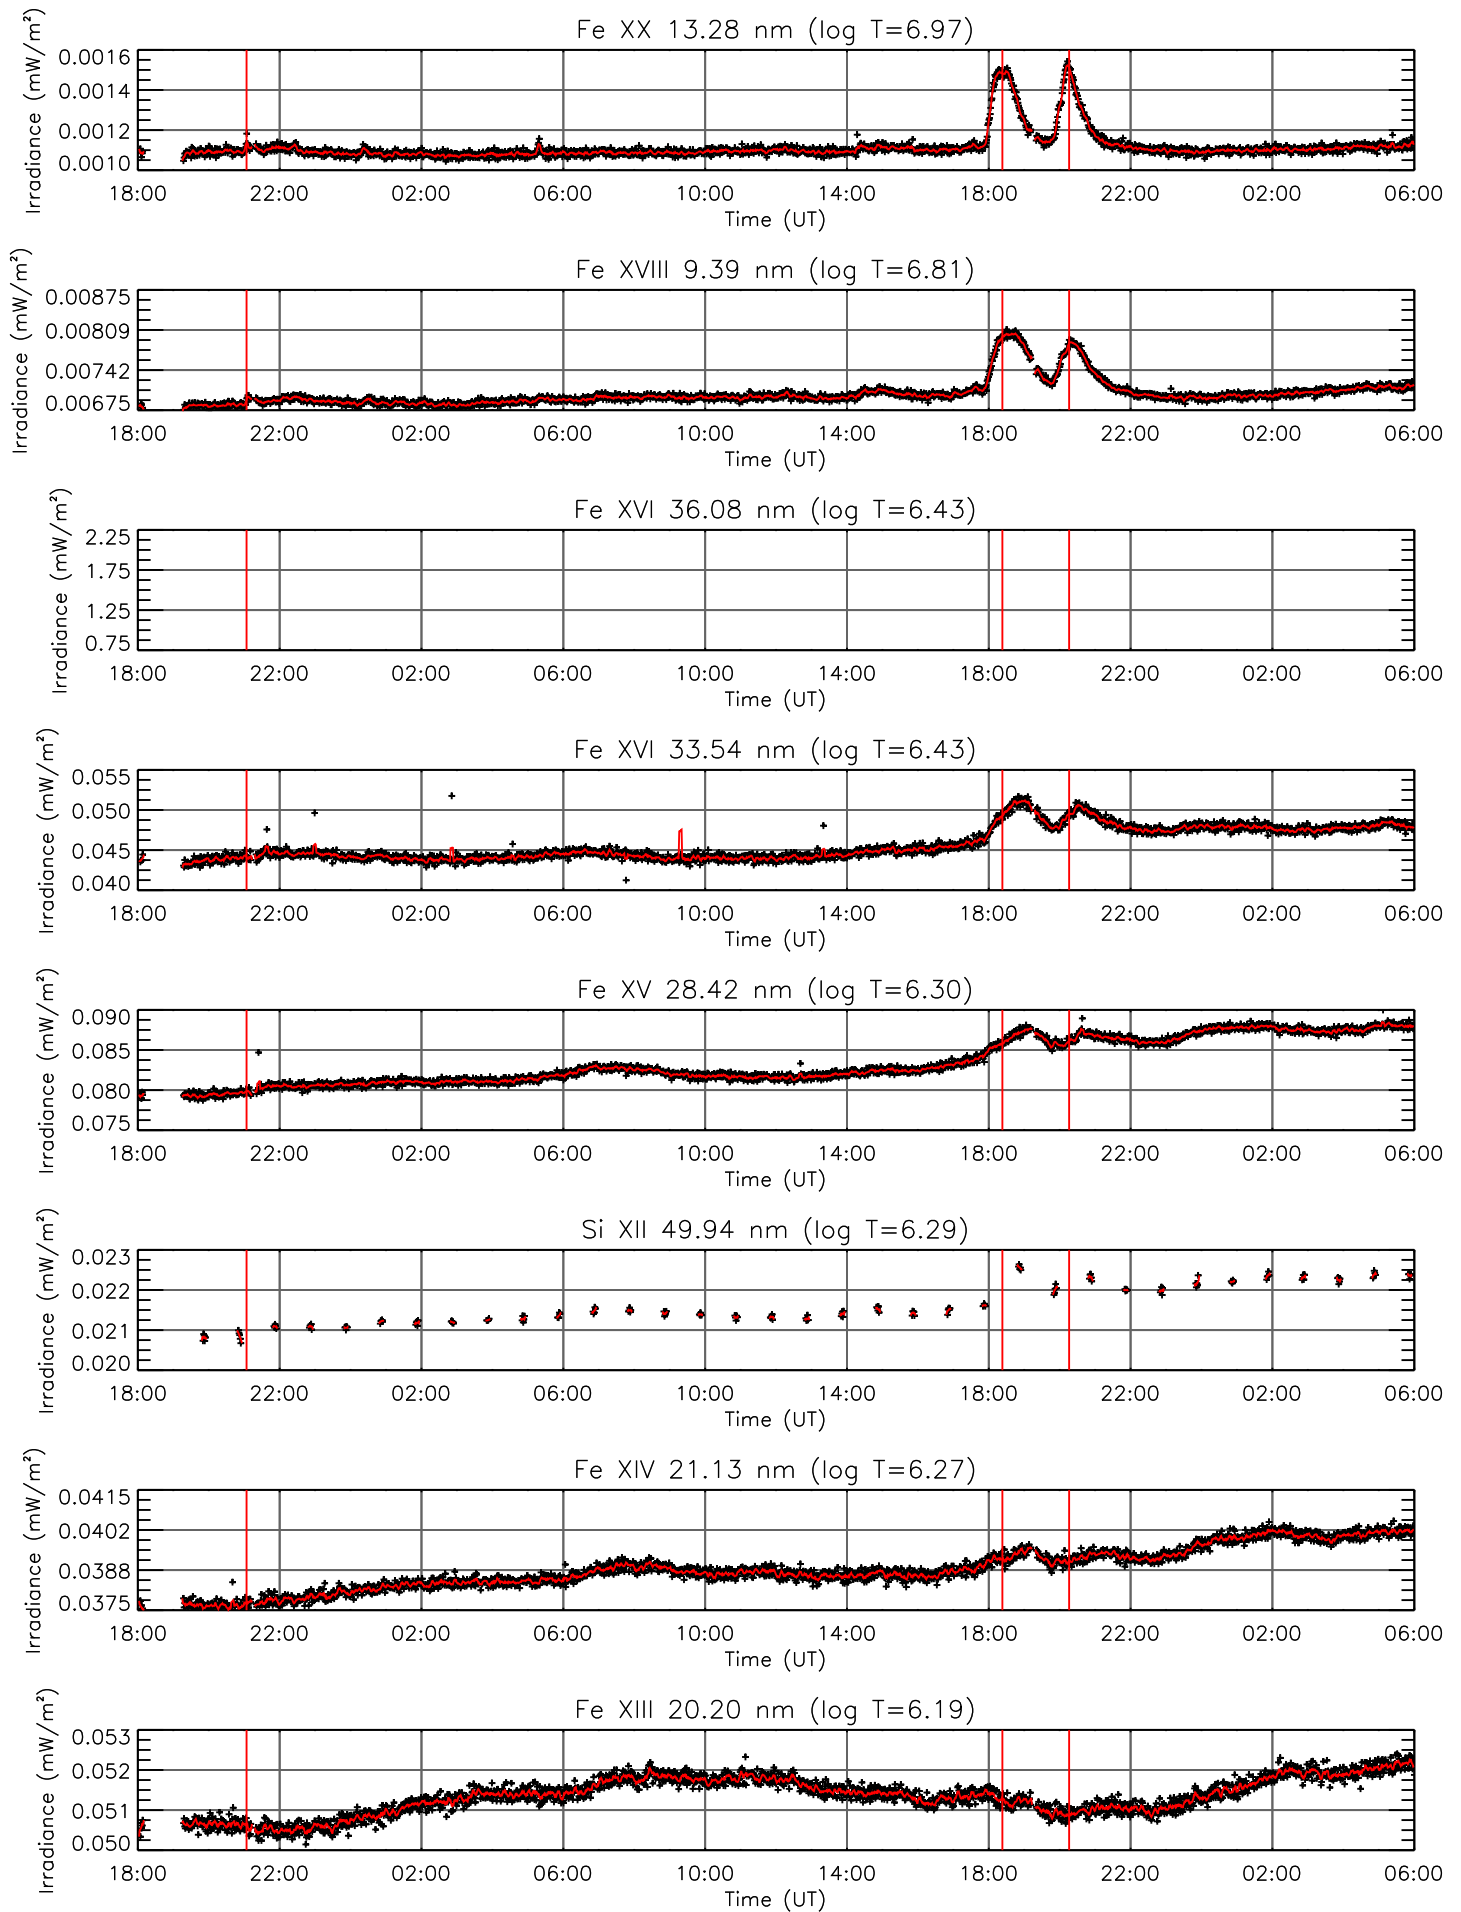 Fe XX 13.28 nm (log T=6.97)
Irradiance (mW/m²)
0.0016
0.0014
0.0012
0.0010
18:00 22:00 02:00 06:00 10:00 14:00 18:00 22:00 02:00 06:00
Time (UT)
Fe XVIII 9.39 nm (log T=6.81)
Irradiance (mW/m²)
0.00875
0.00809
0.00742
0.00675
18:00 22:00 02:00 06:00 10:00 14:00 18:00 22:00 02:00 06:00
Time (UT)
Fe XVI 36.08 nm (log T=6.43)
Irradiance (mW/m²)
2.25
1.75
1.25
0.75
18:00 22:00 02:00 06:00 10:00 14:00 18:00 22:00 02:00 06:00
Time (UT)
Fe XVI 33.54 nm (log T=6.43)
Irradiance (mW/m²)
0.055
0.050
0.045
0.040
18:00 22:00 02:00 06:00 10:00 14:00 18:00 22:00 02:00 06:00
Time (UT)
Fe XV 28.42 nm (log T=6.30)
Irradiance (mW/m²)
0.090
0.085
0.080
0.075
18:00 22:00 02:00 06:00 10:00 14:00 18:00 22:00 02:00 06:00
Time (UT)
Si XII 49.94 nm (log T=6.29)
Irradiance (mW/m²)
0.023
0.022
0.021
0.020
18:00 22:00 02:00 06:00 10:00 14:00 18:00 22:00 02:00 06:00
Time (UT)
Fe XIV 21.13 nm (log T=6.27)
Irradiance (mW/m²)
0.0415
0.0402
0.0388
0.0375
18:00 22:00 02:00 06:00 10:00 14:00 18:00 22:00 02:00 06:00
Time (UT)
Fe XIII 20.20 nm (log T=6.19)
Irradiance (mW/m²)
0.053
0.052
0.051
0.050
18:00 22:00 02:00 06:00 10:00 14:00 18:00 22:00 02:00 06:00
Time (UT)